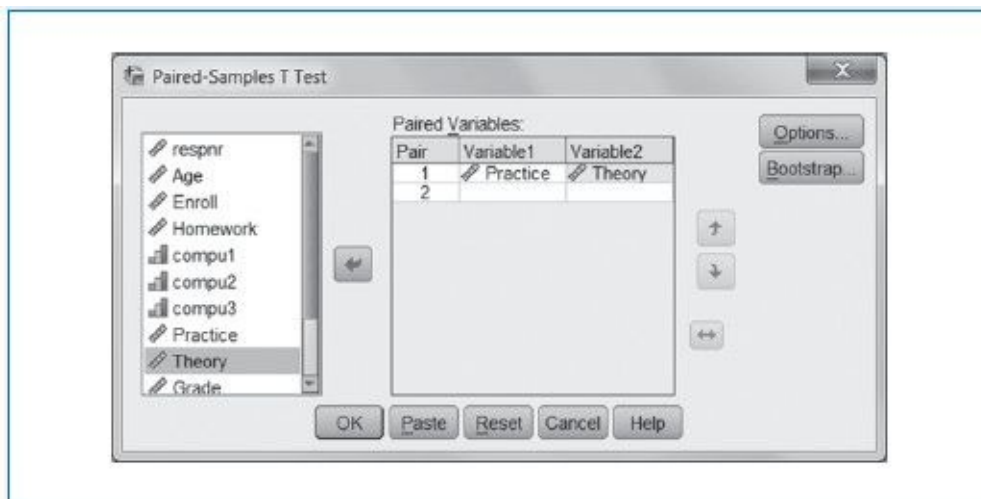 Paired-Samples T Test
respnr
Age
Enroll
Homework
compu1
compu2
compu3
Practice
Theory
Grade
Paired Variables:
Pair Variable1 Variable2
1 Practice Theory
2
Options...
Bootstrap...
OK Paste Reset Cancel Help